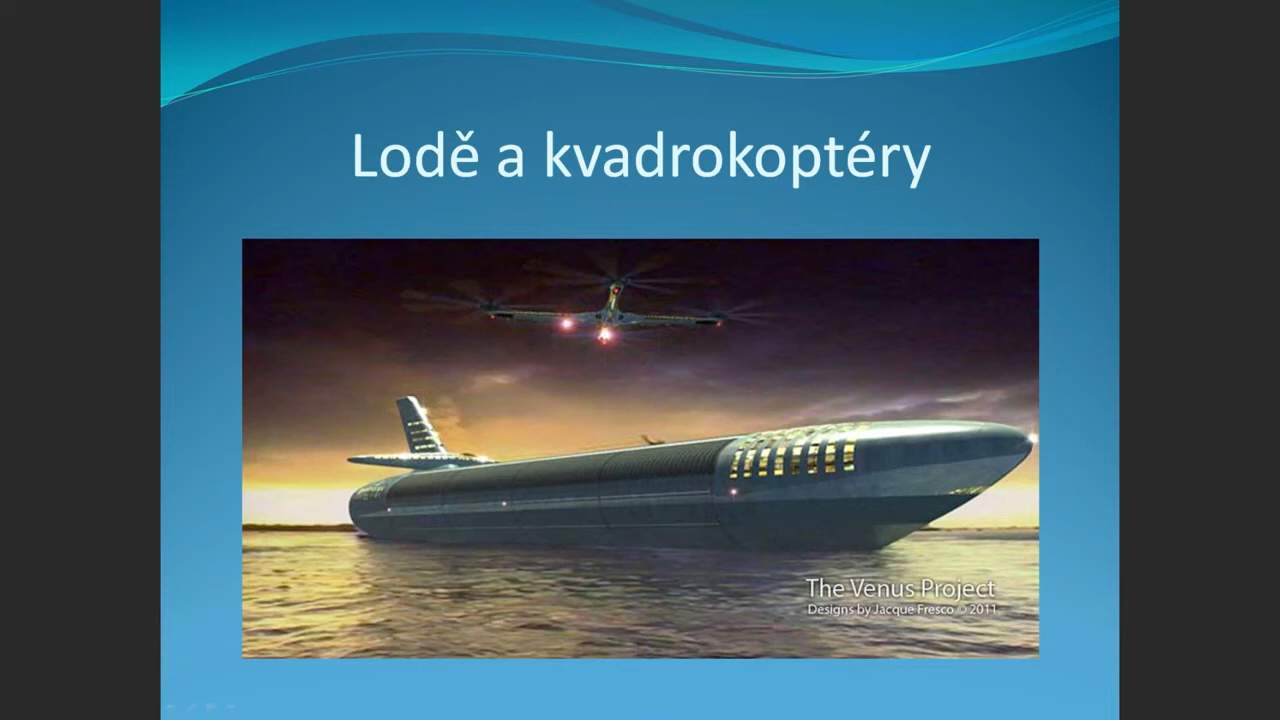 Lodě a kvadrokoptéry
The Venus Project
Designs by Jacque Fresco © 2011